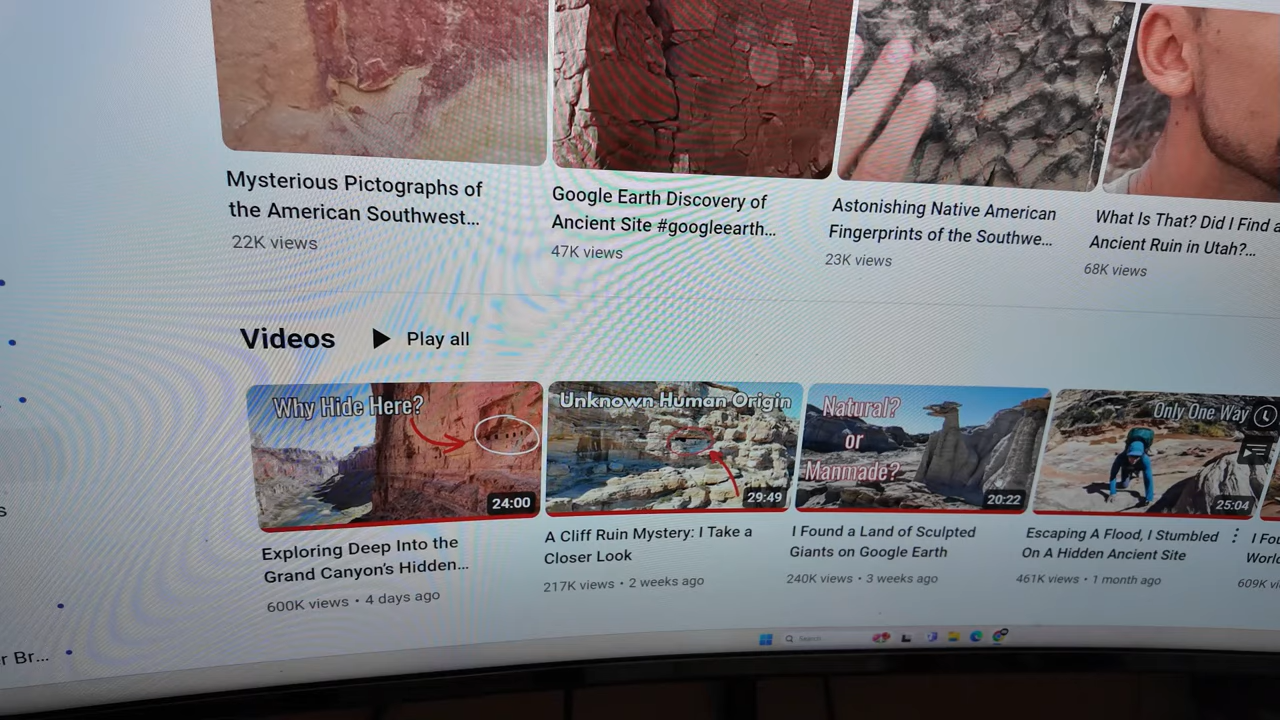 Mysterious Pictographs of
the American Southwest...
22K views
Google Earth Discovery of
Ancient Site #googleearth...
47K views
Astonishing Native American
Fingerprints of the Southwe...
23K views
What Is That? Did I Find a
Ancient Ruin in Utah?...
68K views
Videos
Play all
Why Hide Here?
24:00
Exploring Deep Into the
Grand Canyon's Hidden...
600K views • 4 days ago
Unknown Human Origin
29:49
A Cliff Ruin Mystery: I Take a
Closer Look
217K views • 2 weeks ago
Natural?
or
Manmade?
20:22
I Found a Land of Sculpted
Giants on Google Earth
240K views • 3 weeks ago
Only One Way
25:04
Escaping A Flood, I Stumbled
On A Hidden Ancient Site
461K views • 1 month ago
I Fou
Worl
609K vi
s
r Br...
Search